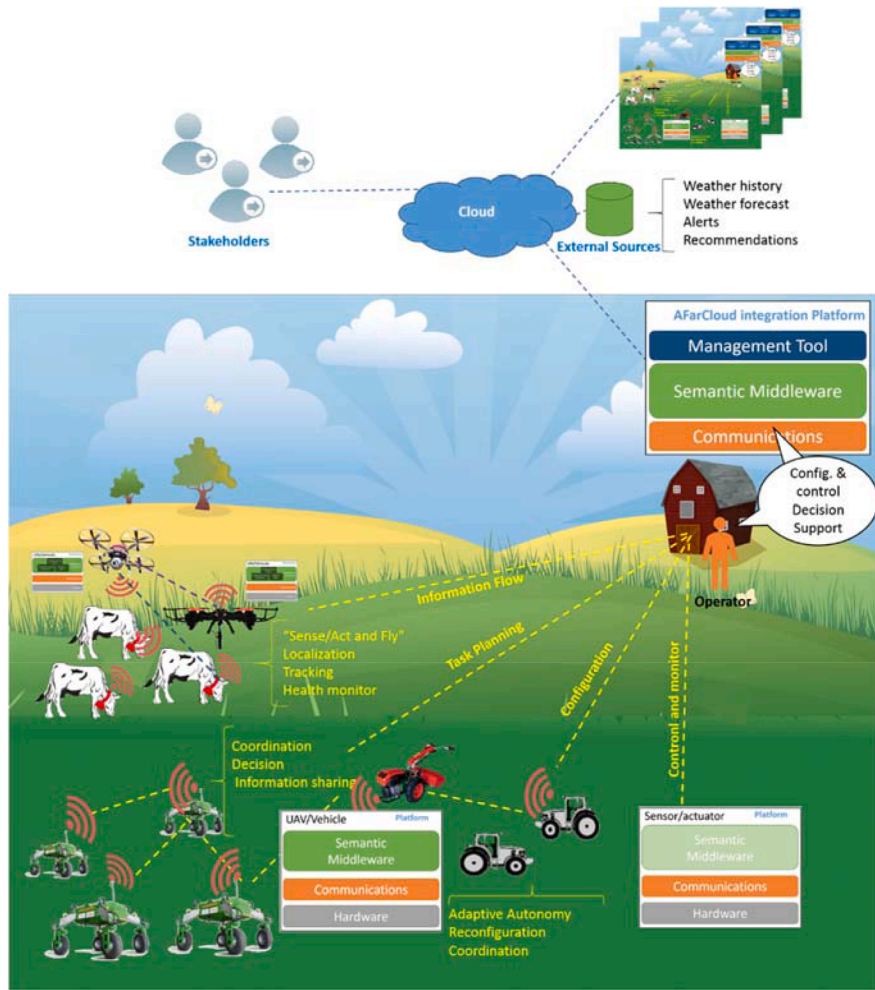 Stakeholders
Cloud
External Sources
Weather history
Weather forecast
Alerts
Recommendations
AFarCloud integration Platform
Management Tool
Semantic Middleware
Communications
Config. &
control
Decision
Support
Operator
Information Flow
Task Planning
Configuration
Contronl and monitor
"Sense/Act and Fly"
Localization
Tracking
Health monitor
Coordination
Decision
Information sharing
UAV/Vehicle Platform
Semantic
Middleware
Communications
Hardware
Adaptive Autonomy
Reconfiguration
Coordination
Sensor/actuator Platform
Semantic
Middleware
Communications
Hardware